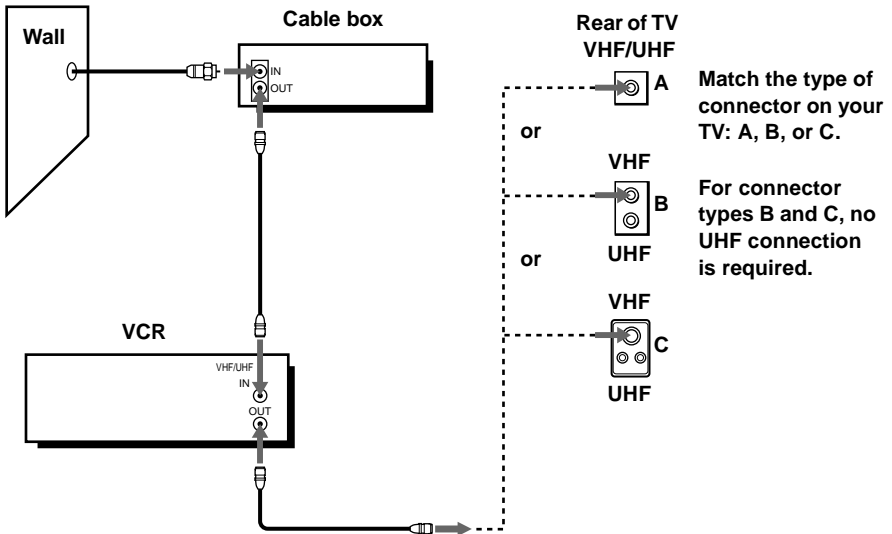 Wall
Cable box
IN
OUT
VCR
VHF/UHF
IN
OUT
Rear of TV
VHF/UHF
A
or
VHF
B
UHF
or
VHF
C
UHF
Match the type of
connector on your
TV: A, B, or C.
For connector
types B and C, no
UHF connection
is required.